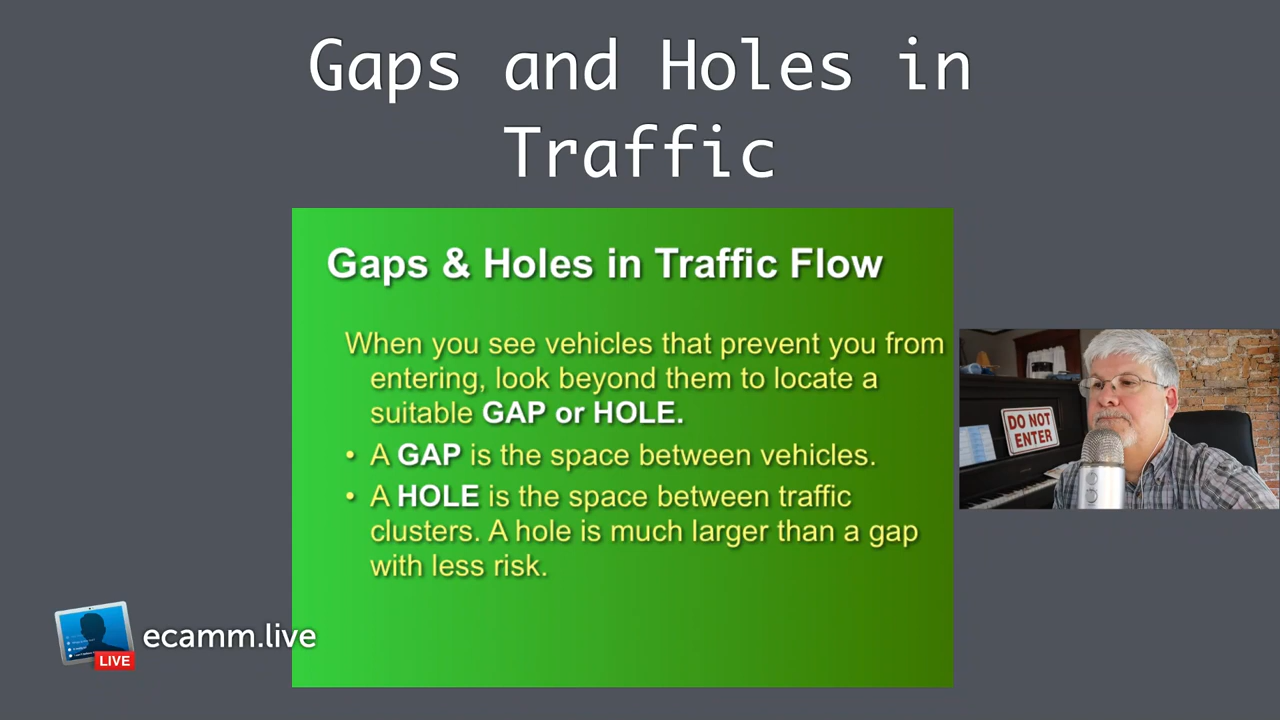 Gaps and Holes in
Traffic
Gaps & Holes in Traffic Flow
When you see vehicles that prevent you from
entering, look beyond them to locate a
suitable GAP or HOLE.
• A GAP is the space between vehicles.
• A HOLE is the space between traffic
clusters. A hole is much larger than a gap
with less risk.
DO NOT
ENTER
ecamm.live
LIVE